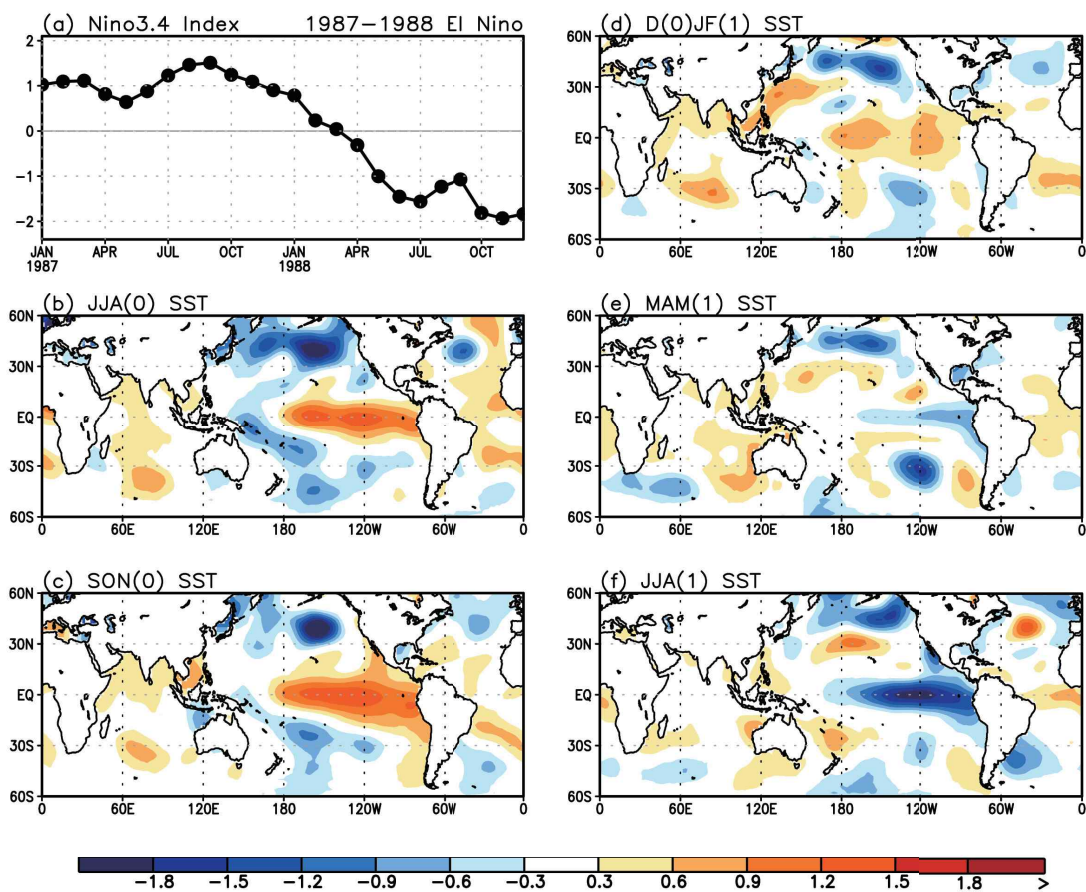 (a) Nino3.4 Index 1987−1988 El Nino
2
1
0
−1
−2
JAN APR JUL OCT JAN APR JUL OCT
1987 1988
(b) JJA(0) SST
60N
30N
EQ
30S
60S
0 60E 120E 180 120W 60W 0
(c) SON(0) SST
60N
30N
EQ
30S
60S
0 60E 120E 180 120W 60W 0
(d) D(0)JF(1) SST
60N
30N
EQ
30S
60S
0 60E 120E 180 120W 60W 0
(e) MAM(1) SST
60N
30N
EQ
30S
60S
0 60E 120E 180 120W 60W 0
(f) JJA(1) SST
60N
30N
EQ
30S
60S
0 60E 120E 180 120W 60W 0
−1.8 −1.5 −1.2 −0.9 −0.6 −0.3 0.3 0.6 0.9 1.2 1.5 1.8 >